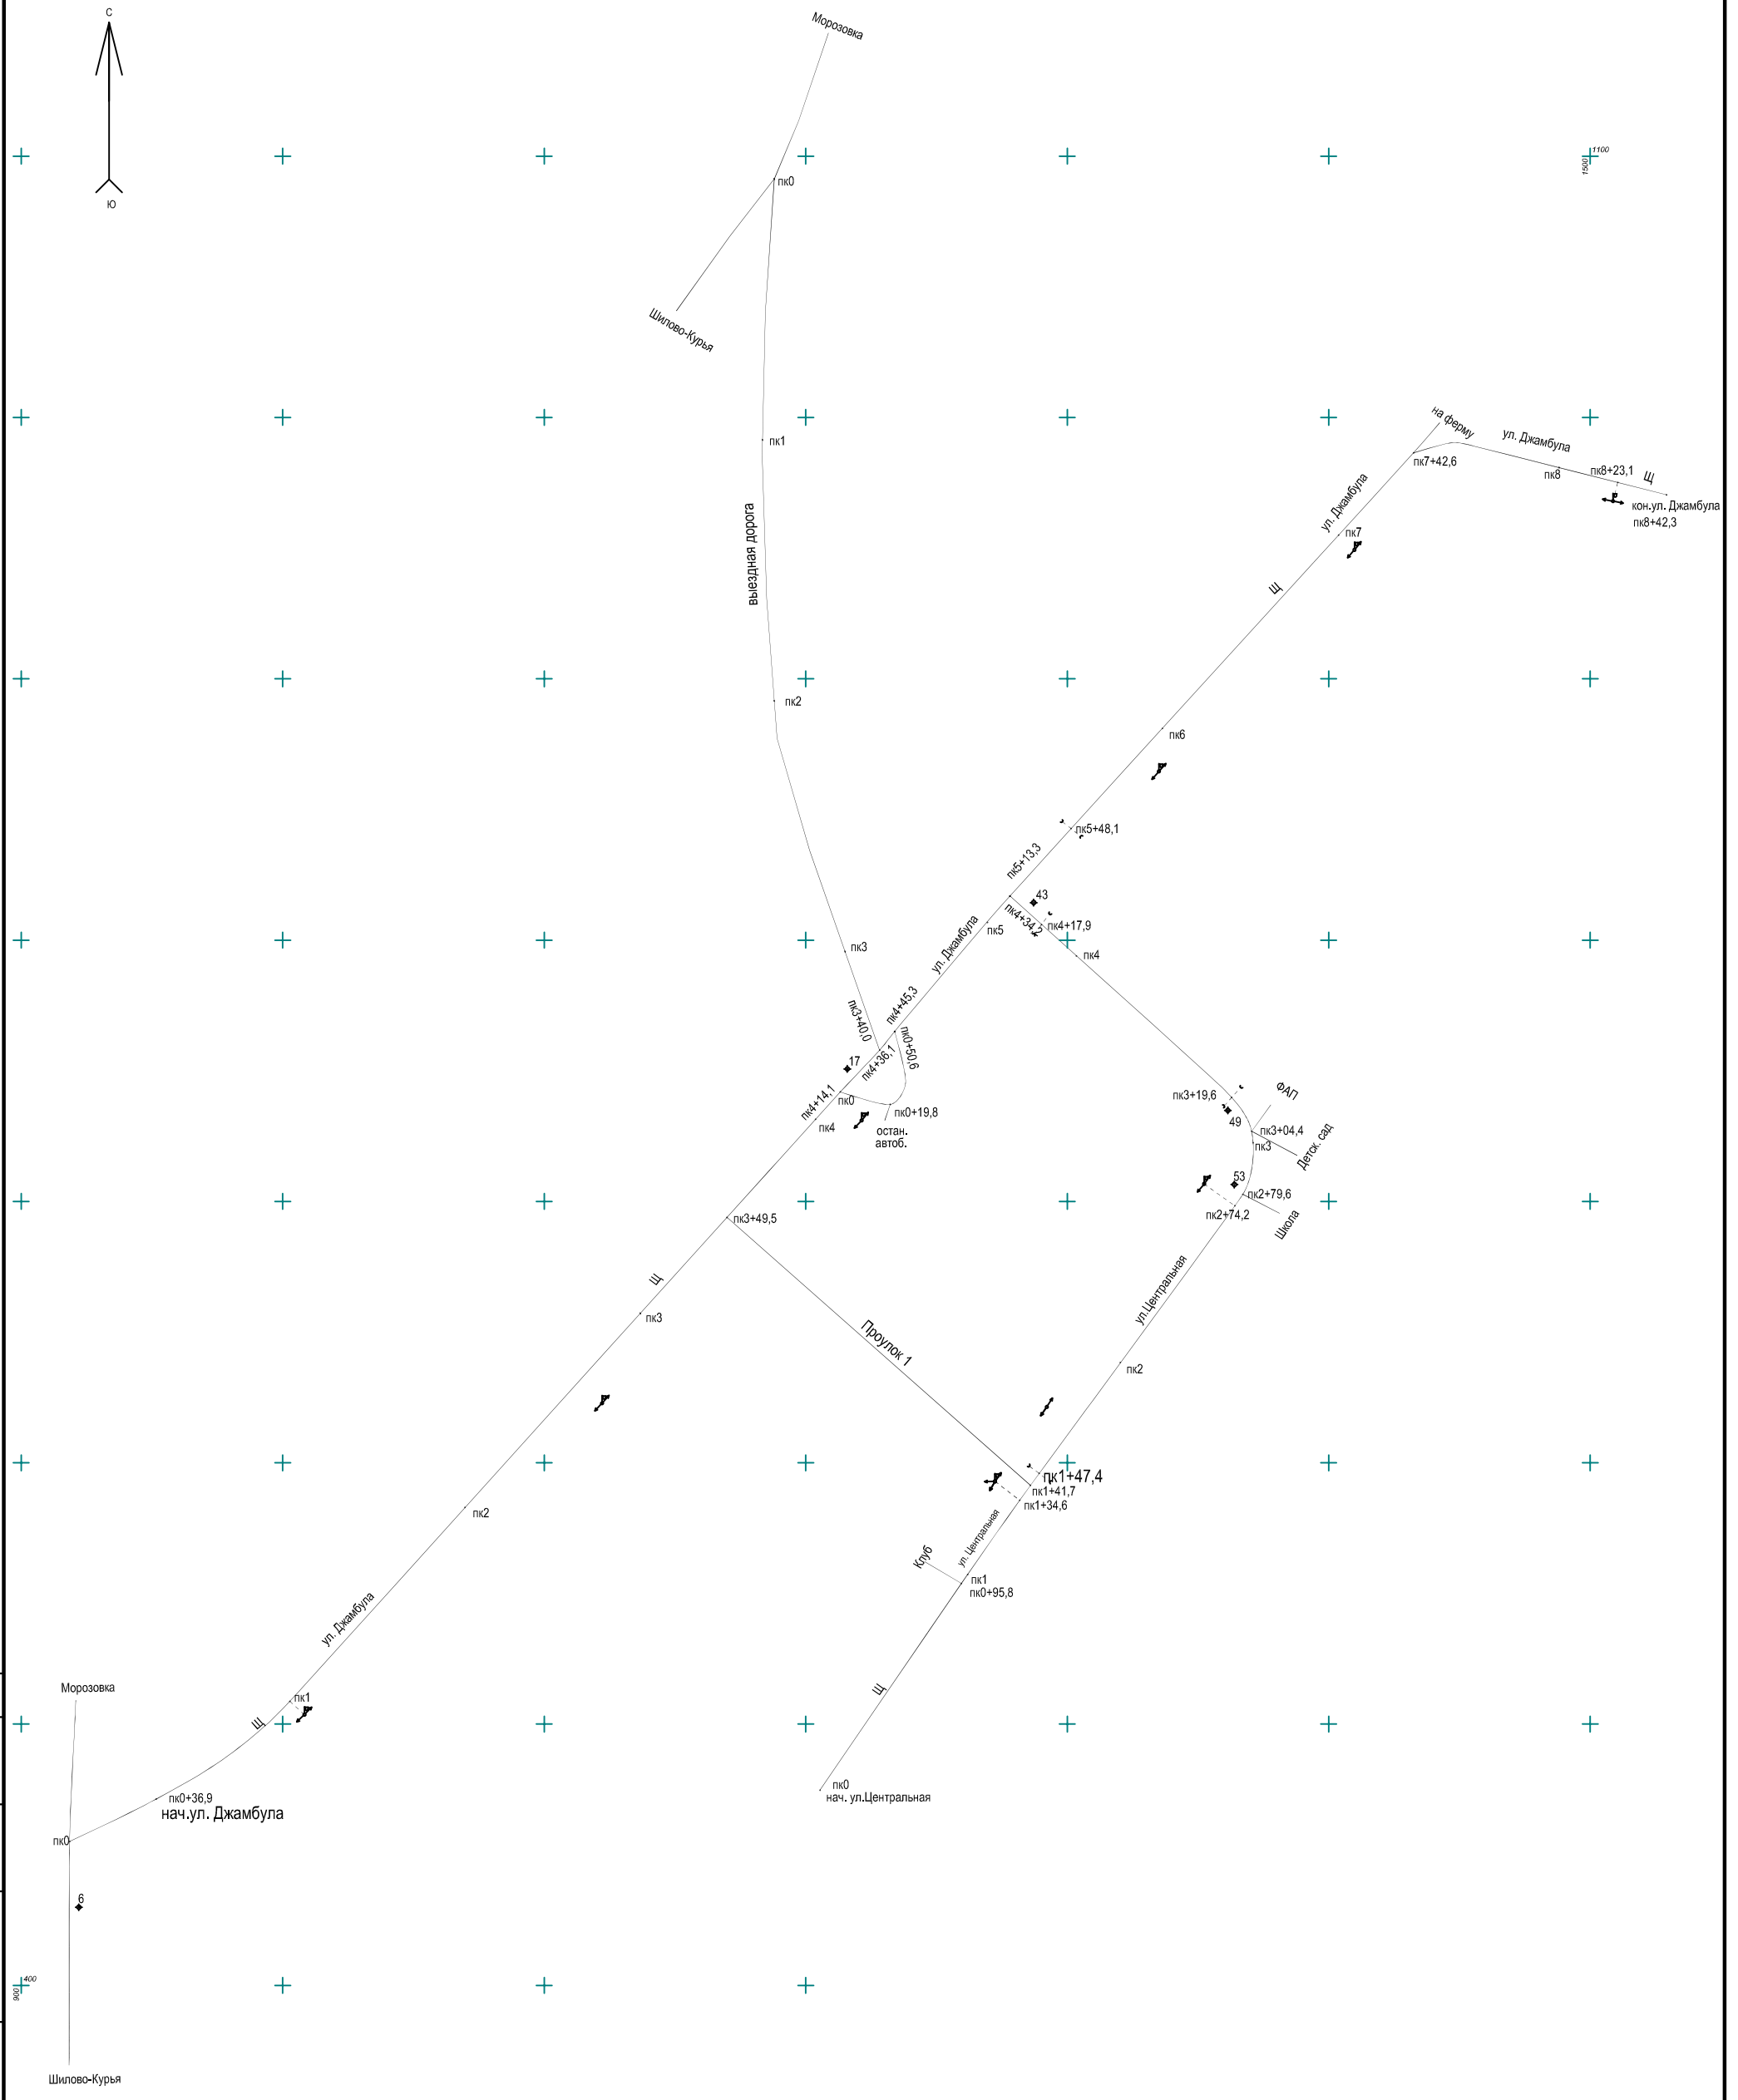 С
Ю
Морозовка
пк0
1100
1500
Шилово-Курья
на ферму
ул. Джамбула
пк1
пк7+42,6
пк8
пк8+23,1
Щ
кон.ул. Джамбула
пк8+42,3
ул. Джамбула
пк7
выездная дорога
Щ
пк2
пк6
пк5+48,1
пк5+13,3
43
пк4+34,2
пк4+17,9
пк5
ул. Джамбула
пк3
пк4
пк4+45,3
пк3+40,0
пк0+50,6
пк4+36,1
17
пк4+14,1
пк0
пк0+19,8
пк4
остан.
автоб.
пк3+19,6
ФАП
49
пк3+04,4
пк3
Детск. сад
53
пк2+79,6
пк2+74,2
Школа
пк3+49,5
Щ
ул.Центральная
пк3
Проулок 1
пк2
пк1+47,4
пк1+41,7
пк1+34,6
пк2
ул. Центральная
Клуб
пк1
пк0+95,8
ул. Джамбула
Морозовка
Щ
пк1
Щ
пк0
нач. ул.Центральная
пк0+36,9
нач.ул. Джамбула
пк0
6
400
900
Шилово-Курья